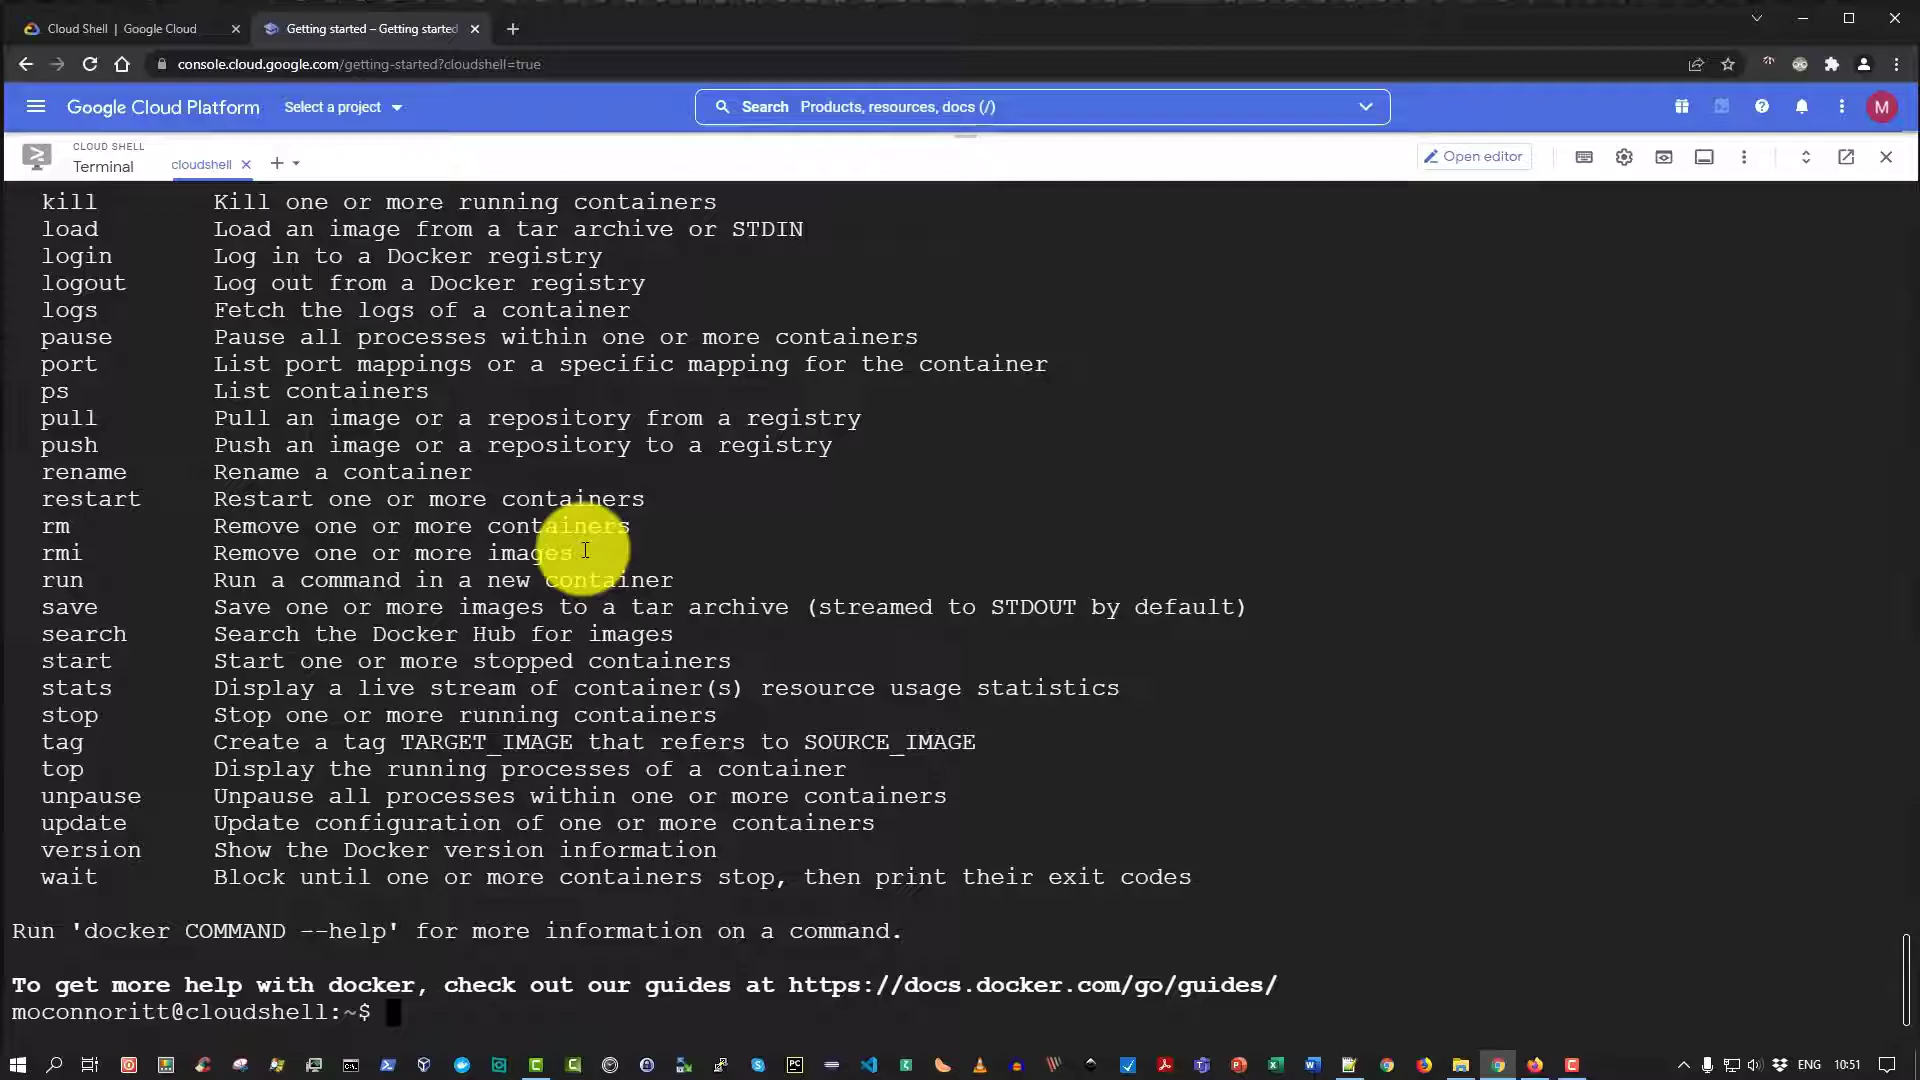 Cloud Shell | Google Cloud
Getting started – Getting started
console.cloud.google.com/getting-started?cloudshell=true
Google Cloud Platform
Select a project
Search Products, resources, docs (/)
M
CLOUD SHELL
Terminal
cloudshell
Open editor
kill Kill one or more running containers
load Load an image from a tar archive or STDIN
login Log in to a Docker registry
logout Log out from a Docker registry
logs Fetch the logs of a container
pause Pause all processes within one or more containers
port List port mappings or a specific mapping for the container
ps List containers
pull Pull an image or a repository from a registry
push Push an image or a repository to a registry
rename Rename a container
restart Restart one or more containers
rm Remove one or more containers
rmi Remove one or more images
run Run a command in a new container
save Save one or more images to a tar archive (streamed to STDOUT by default)
search Search the Docker Hub for images
start Start one or more stopped containers
stats Display a live stream of container(s) resource usage statistics
stop Stop one or more running containers
tag Create a tag TARGET_IMAGE that refers to SOURCE_IMAGE
top Display the running processes of a container
unpause Unpause all processes within one or more containers
update Update configuration of one or more containers
version Show the Docker version information
wait Block until one or more containers stop, then print their exit codes
Run 'docker COMMAND --help' for more information on a command.
To get more help with docker, check out our guides at https://docs.docker.com/go/guides/
moconnoritt@cloudshell:~$
ENG 10:51